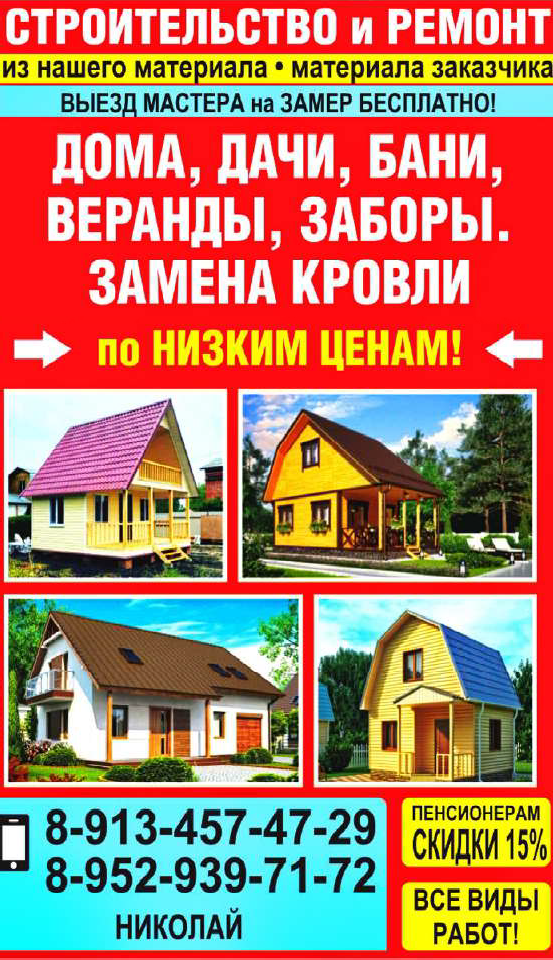 СТРОИТЕЛЬСТВО и РЕМОНТ
из нашего материала • материала заказчика
ВЫЕЗД МАСТЕРА на ЗАМЕР БЕСПЛАТНО!
ДОМА, ДАЧИ, БАНИ,
ВЕРАНДЫ, ЗАБОРЫ.
ЗАМЕНА КРОВЛИ
по НИЗКИМ ЦЕНАМ!
8-913-457-47-29
8-952-939-71-72
НИКОЛАЙ
ПЕНСИОНЕРАМ
СКИДКИ 15%
ВСЕ ВИДЫ
РАБОТ!